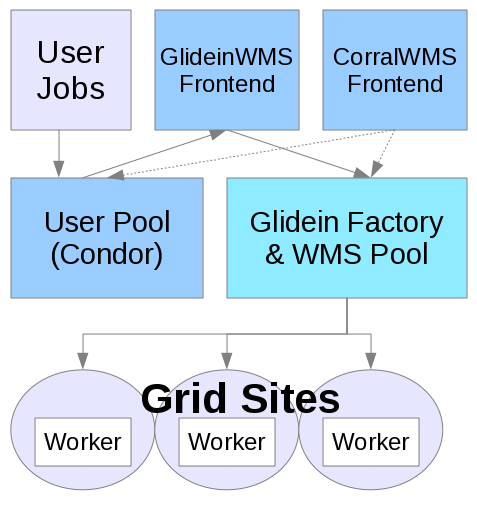 User
Jobs
GlideinWMS
Frontend
CorralWMS
Frontend
User Pool
(Condor)
Glidein Factory
& WMS Pool
Grid Sites
Worker
Worker
Worker